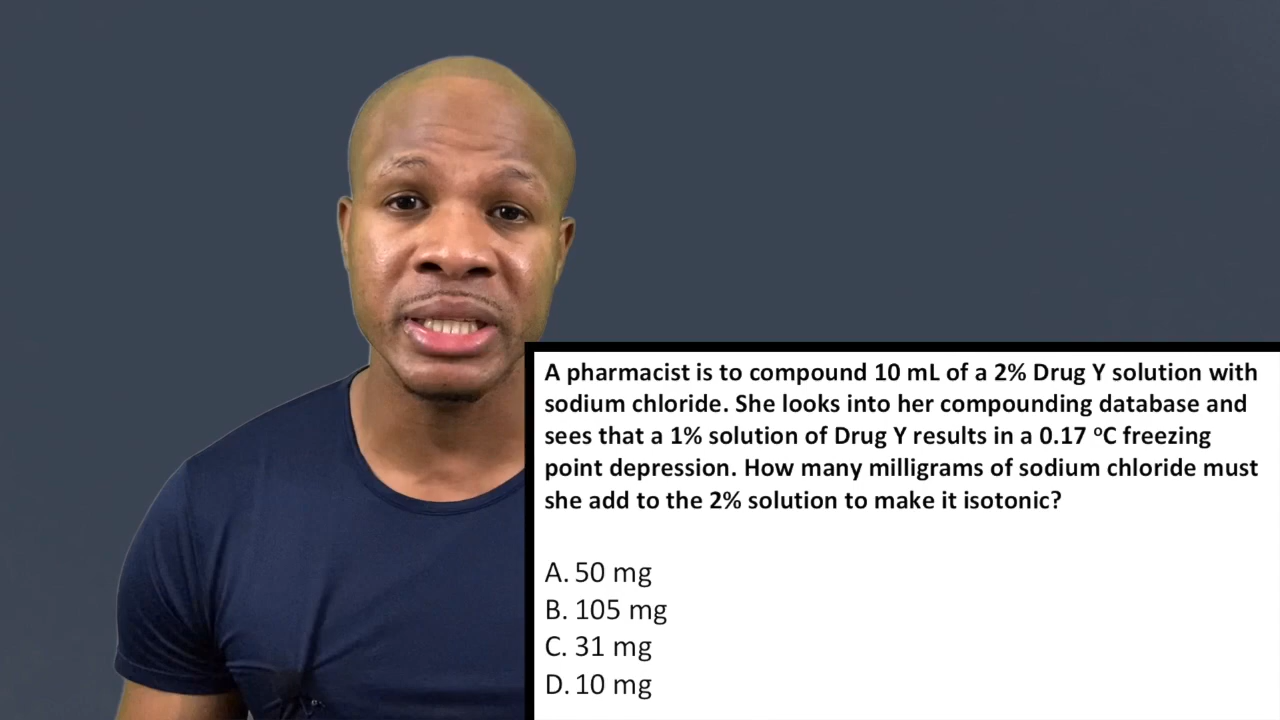 A pharmacist is to compound 10 mL of a 2% Drug Y solution with
sodium chloride. She looks into her compounding database and
sees that a 1% solution of Drug Y results in a 0.17 ºC freezing
point depression. How many milligrams of sodium chloride must
she add to the 2% solution to make it isotonic?
A. 50 mg
B. 105 mg
C. 31 mg
D. 10 mg